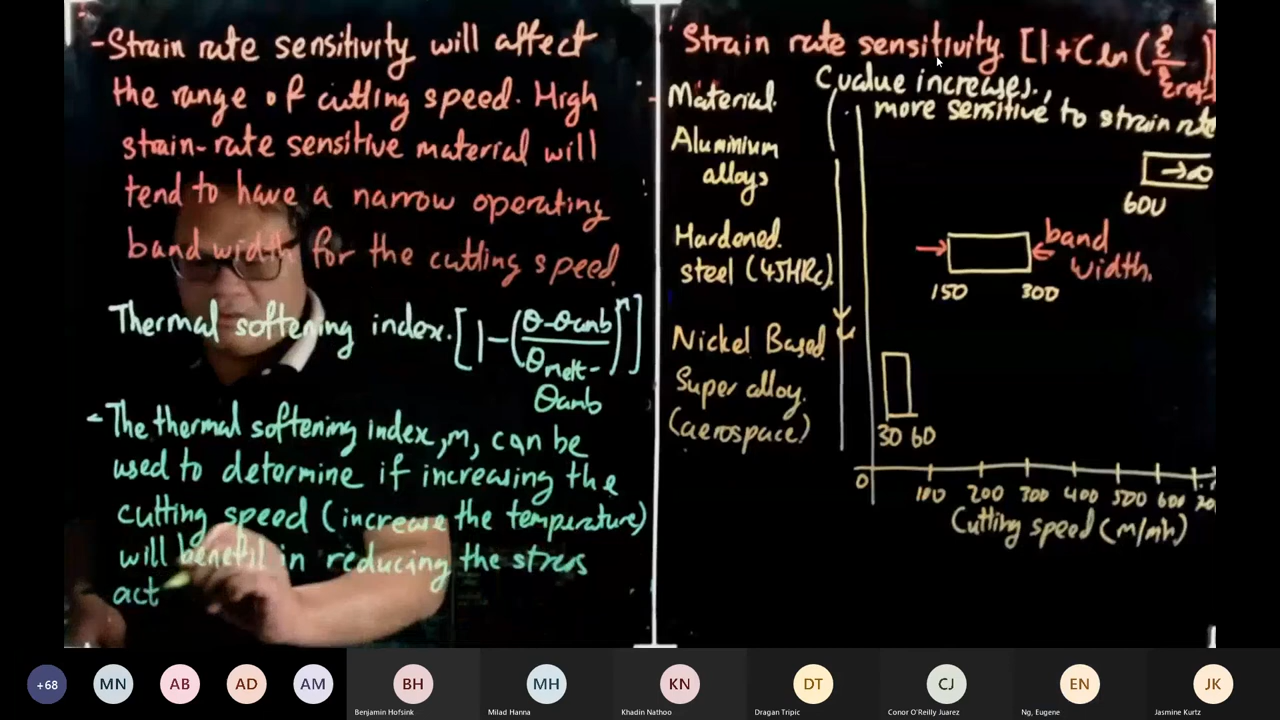 - Strain rate sensitivity will affect
the range of cutting speed. High
strain-rate sensitive material will
tend to have a narrow operating
band width for the cutting speed.
Thermal softening index. [1-(θ-θamb/θmelt-θamb)^m]
- The thermal softening index, m, can be
used to determine if increasing the
cutting speed (increase the temperature)
will benefit in reducing the stress
act
Strain rate sensitivity. [1+C ln(ε/εref)]
C value increases,
more sensitive to strain rate
Material
Aluminium
alloys
→∞
600
Hardened
steel (45HRc)
band
width.
150 300
Nickel Based
Super alloy.
(aerospace)
C
30 60
0 100 200 300 400 500 600 70
Cutting speed (m/min)
+68 MN AB AD AM BH MH KN DT CJ EN JK
Benjamin Hofsink Milad Hanna Khadin Nathoo Dragan Tripic Conor O'Reilly Juarez Ng, Eugene Jasmine Kurtz